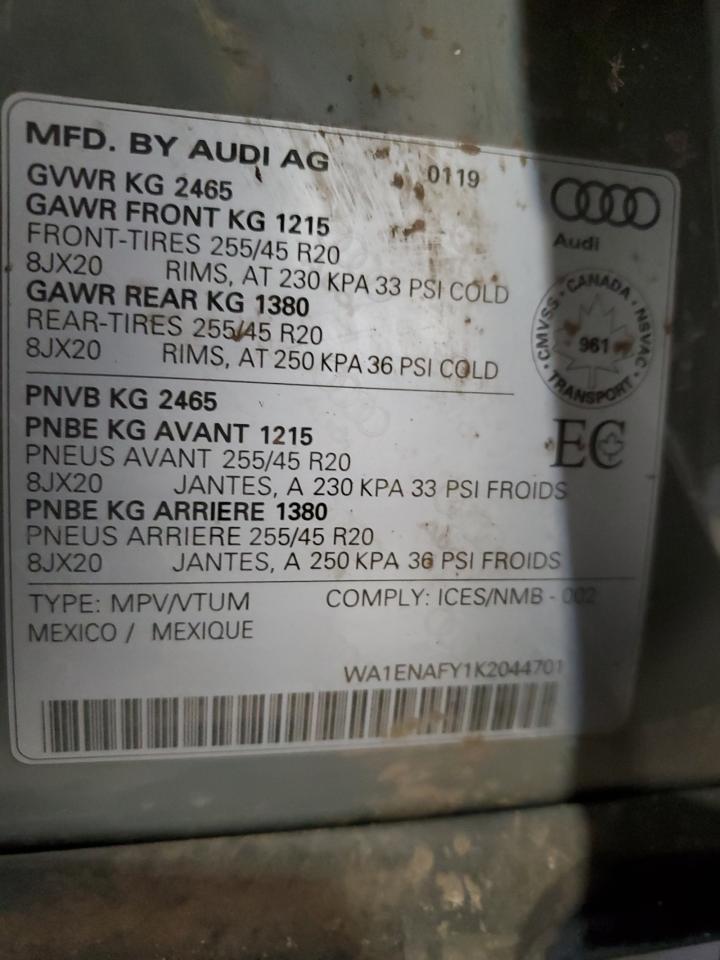 MFD. BY AUDI AG
0119
GVWR KG 2465
GAWR FRONT KG 1215
FRONT-TIRES 255/45 R20
8JX20 RIMS, AT 230 KPA 33 PSI COLD
GAWR REAR KG 1380
REAR-TIRES 255/45 R20
8JX20 RIMS, AT 250 KPA 36 PSI COLD
Audi
CMVSS · CANADA · NSVAC · TRANSPORT ·
961
PNVB KG 2465
PNBE KG AVANT 1215
PNEUS AVANT 255/45 R20
8JX20 JANTES, A 230 KPA 33 PSI FROIDS
PNBE KG ARRIERE 1380
PNEUS ARRIERE 255/45 R20
8JX20 JANTES, A 250 KPA 36 PSI FROIDS
EC
TYPE: MPV/VTUM COMPLY: ICES/NMB - 002
MEXICO / MEXIQUE
WA1ENAFY1K2044701